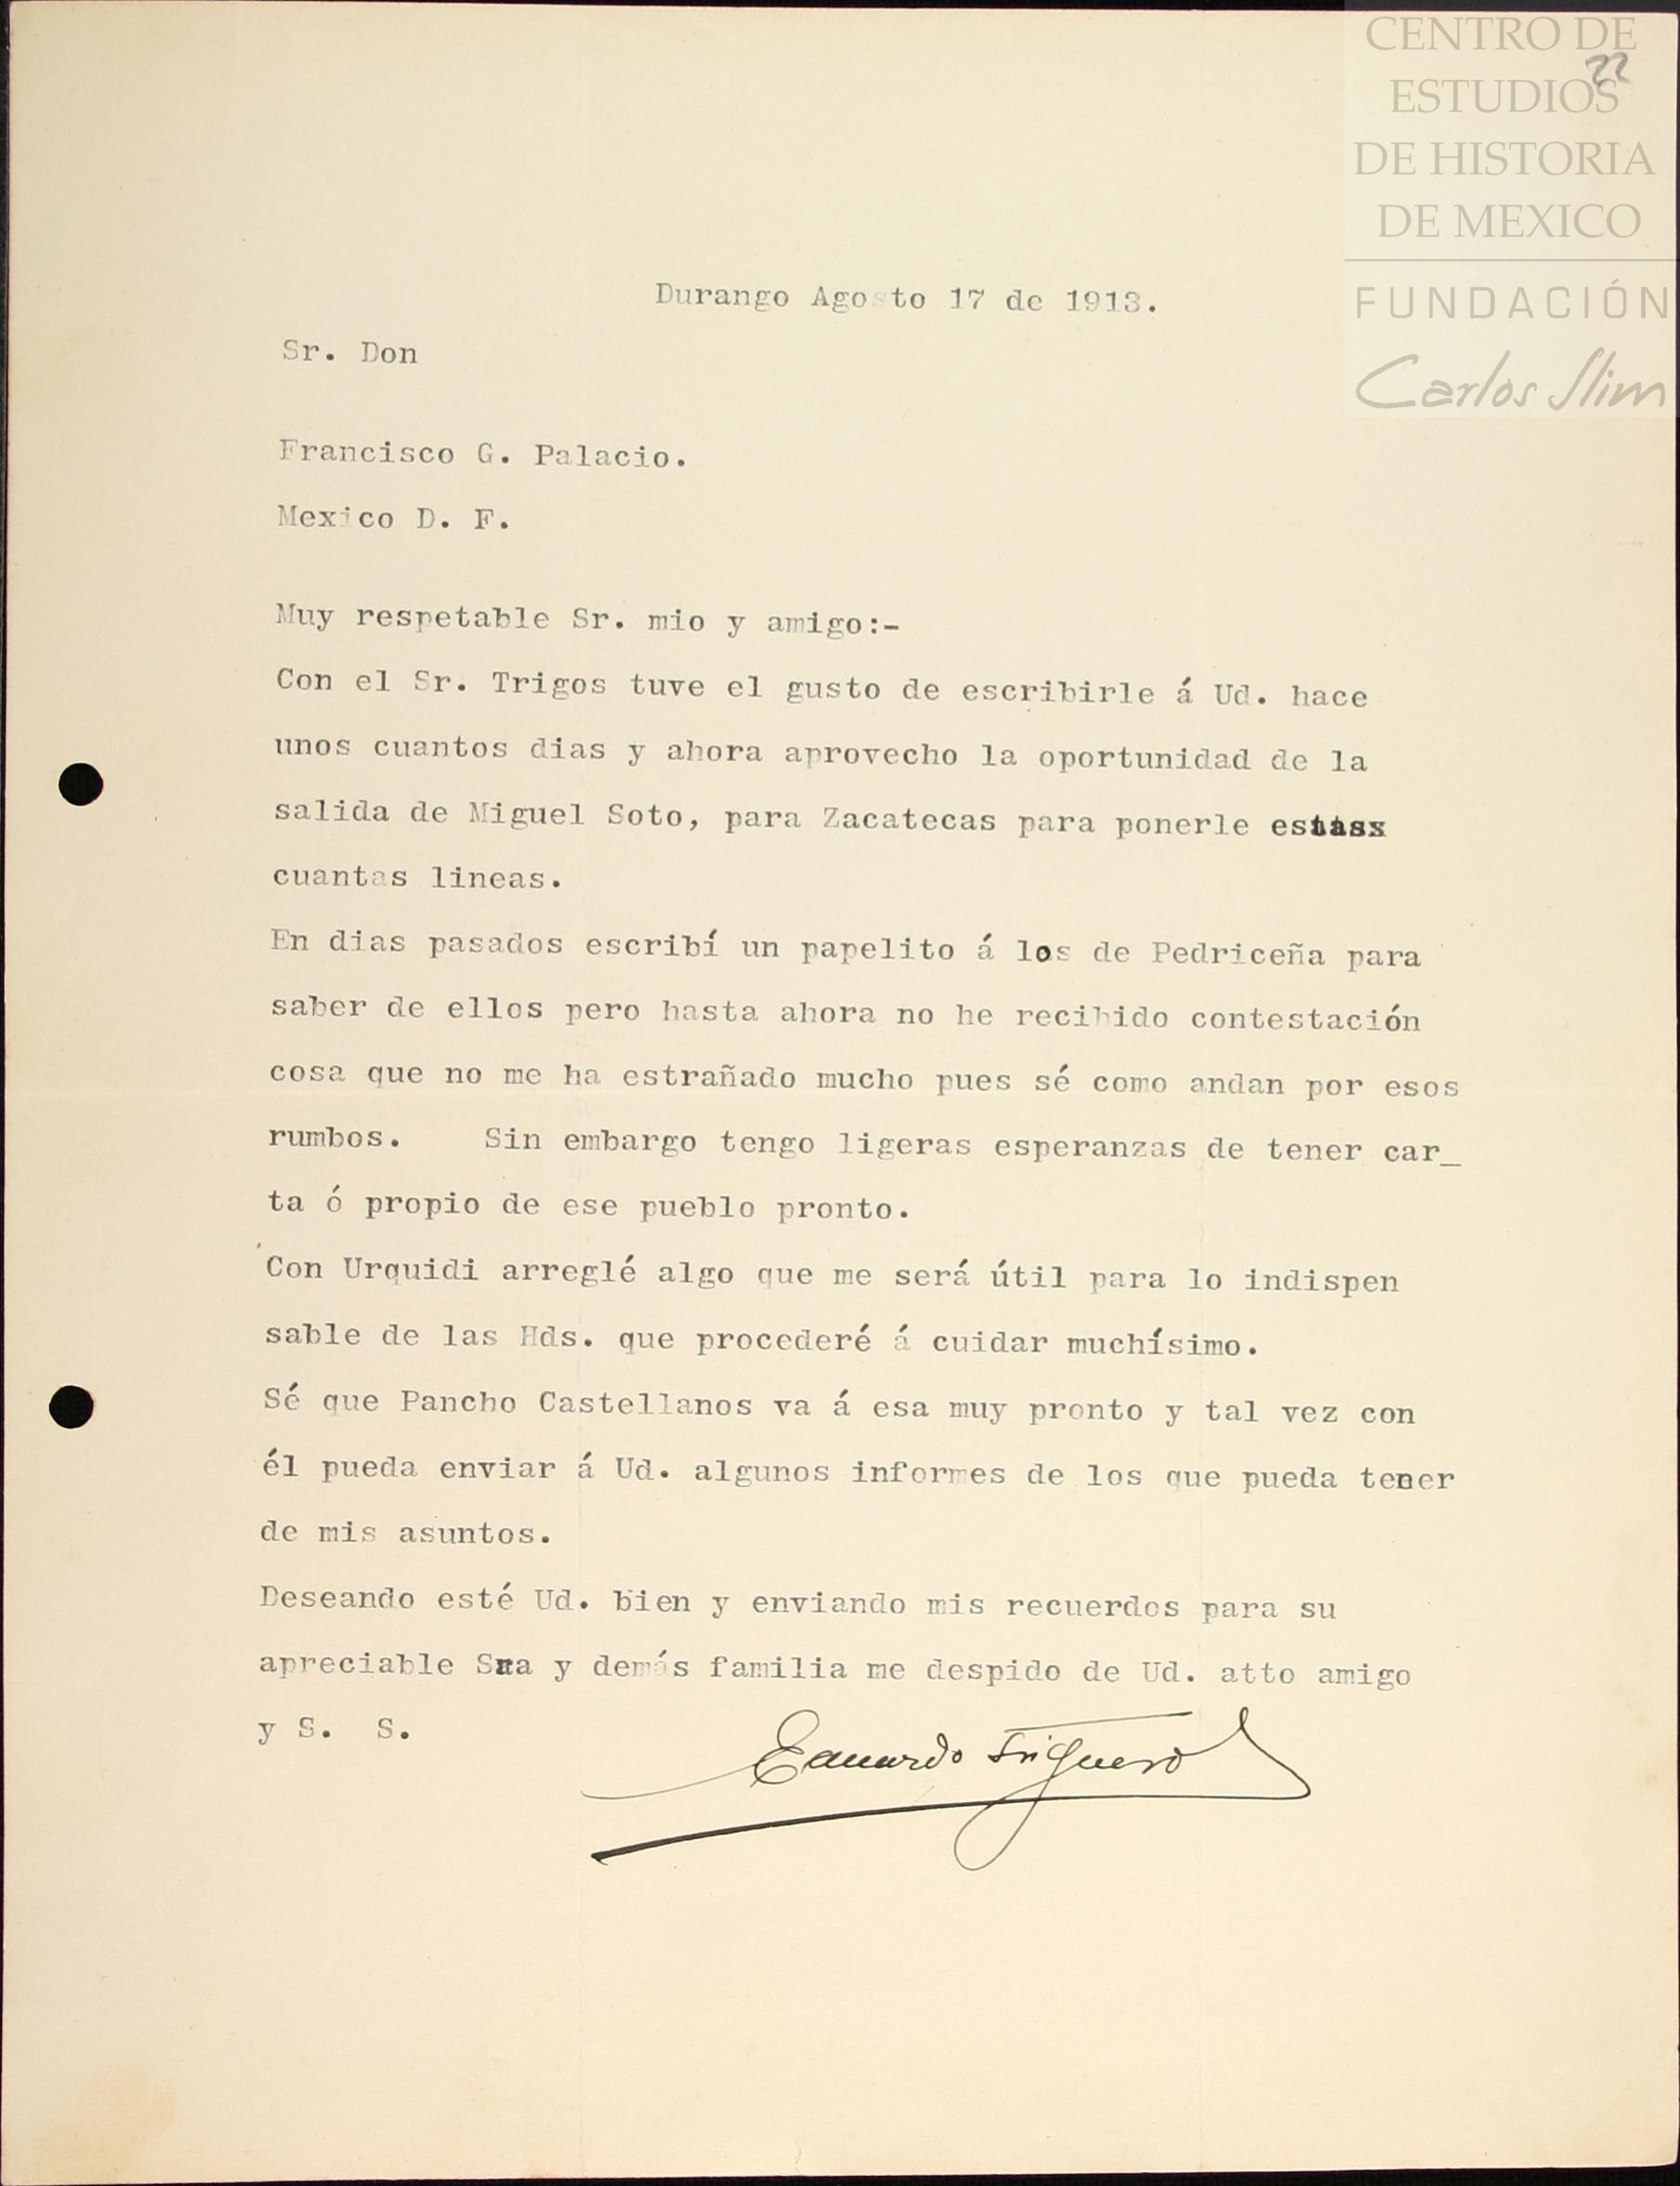 CENTRO DE
ESTUDIOS
DE HISTORIA
DE MEXICO
FUNDACIÓN
Carlos Slim
22
Durango Agosto 17 de 1913.
Sr. Don
Francisco G. Palacio.
Mexico D. F.
Muy respetable Sr. mio y amigo:-
Con el Sr. Trigos tuve el gusto de escribirle á Ud. hace
unos cuantos dias y ahora aprovecho la oportunidad de la
salida de Miguel Soto, para Zacatecas para ponerle estasx
cuantas lineas.
En dias pasados escribí un papelito á los de Pedriceña para
saber de ellos pero hasta ahora no he recibido contestación
cosa que no me ha estrañado mucho pues sé como andan por esos
rumbos. Sin embargo tengo ligeras esperanzas de tener car_
ta ó propio de ese pueblo pronto.
Con Urquidi arreglé algo que me será útil para lo indispen
sable de las Hds. que procederé á cuidar muchísimo.
Sé que Pancho Castellanos va á esa muy pronto y tal vez con
él pueda enviar á Ud. algunos informes de los que pueda tener
de mis asuntos.
Deseando esté Ud. bien y enviando mis recuerdos para su
apreciable Sra y demás familia me despido de Ud. atto amigo
y S. S.
Eduardo Triguero